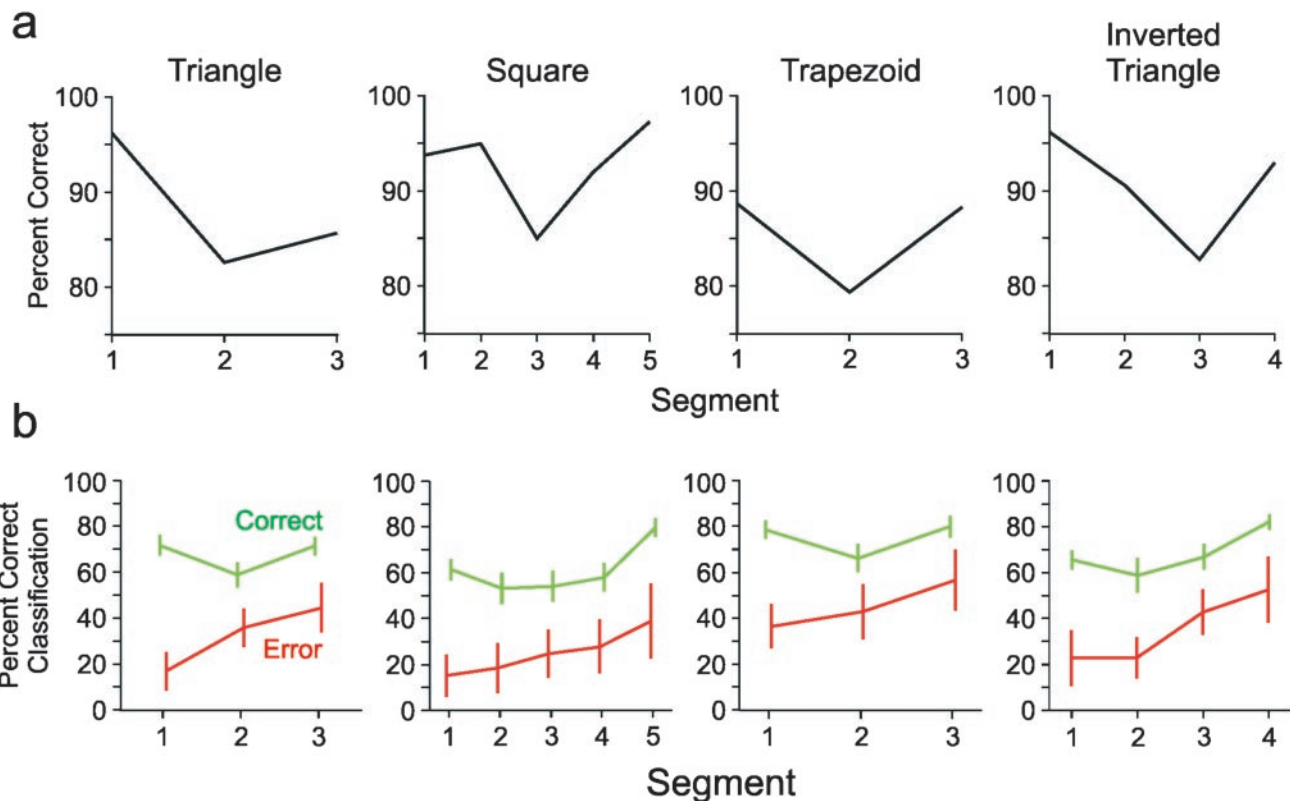 a
Triangle
Square
Trapezoid
Inverted
Triangle
Percent Correct
100
90
80
1 2 3
100
90
80
1 2 3 4 5
100
90
80
1 2 3
100
90
80
1 2 3 4
Segment
b
Percent Correct
Classification
100
80
60
40
20
0
Correct
Error
1 2 3
100
80
60
40
20
0
1 2 3 4 5
100
80
60
40
20
0
1 2 3
100
80
60
40
20
0
1 2 3 4
Segment